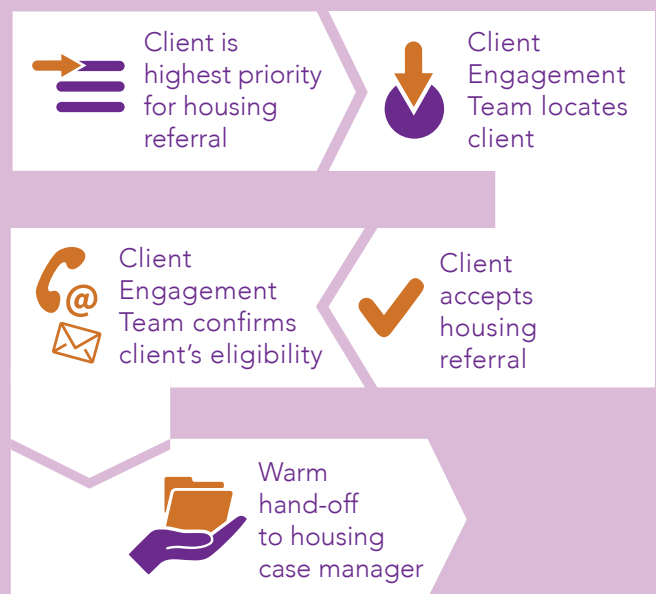 Client is
highest priority
for housing
referral
Client
Engagement
Team locates
client
Client
accepts
housing
referral
@
Client
Engagement
Team confirms
client’s eligibility
Warm
hand-off
to housing
case manager